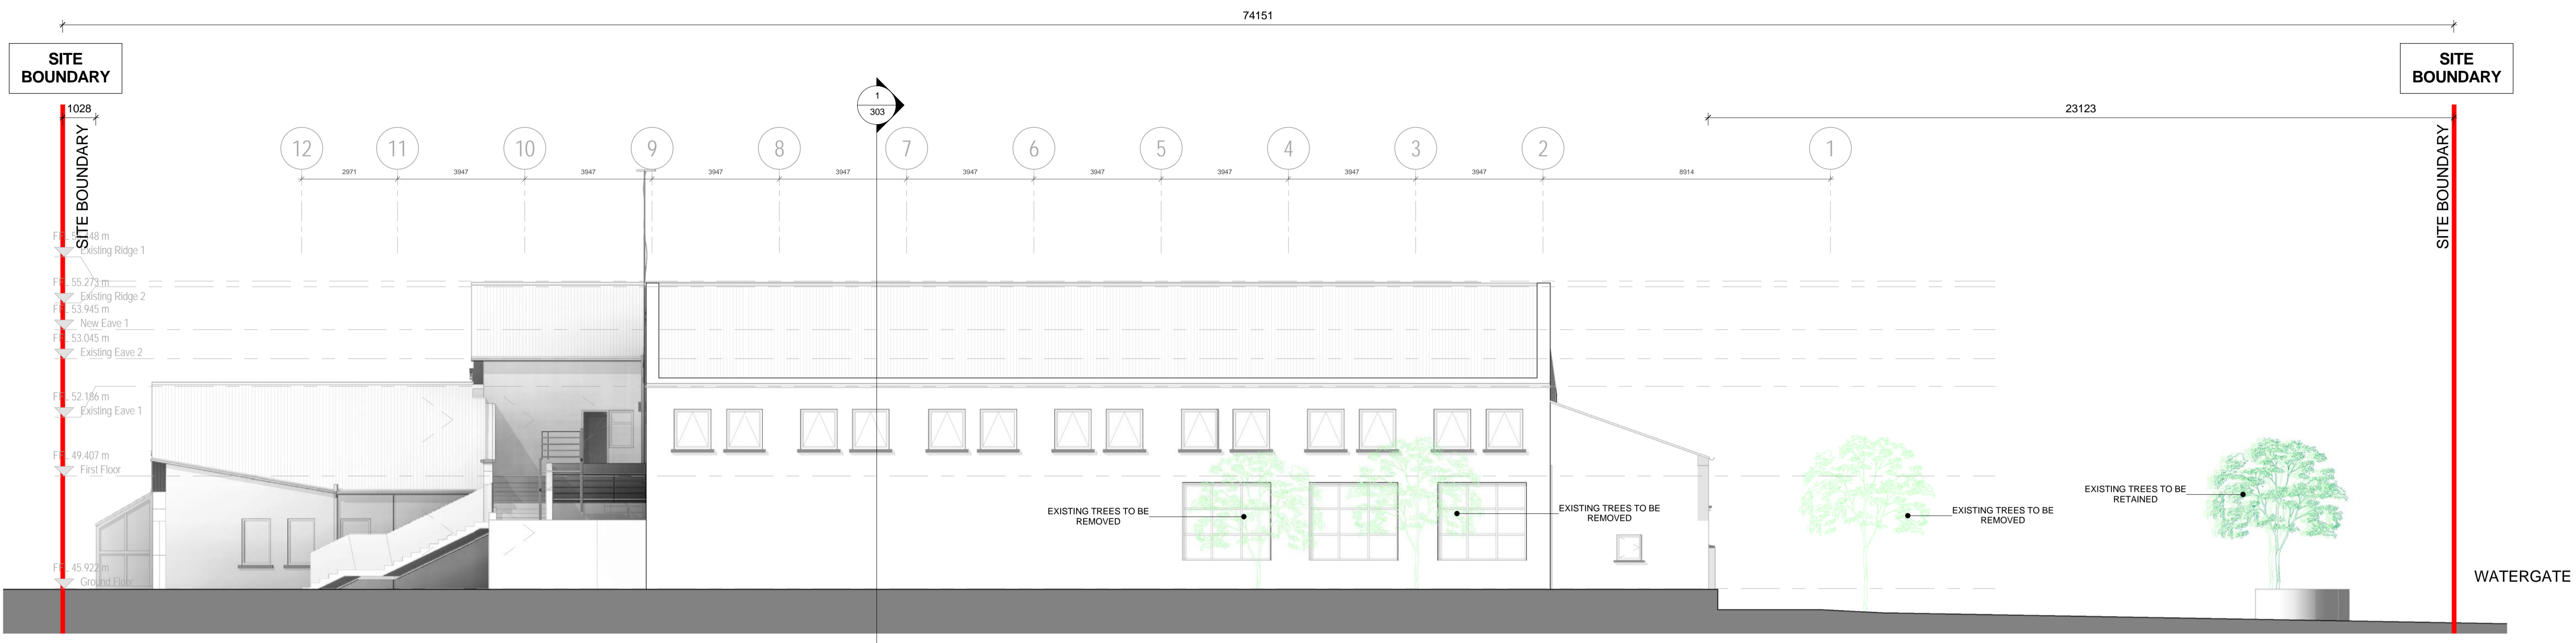 74151
SITE
BOUNDARY
SITE
BOUNDARY
1028
23123
SITE BOUNDARY
SITE BOUNDARY
1
303
12
11
10
9
8
7
6
5
4
3
2
1
2971
3947
3947
3947
3947
3947
3947
3947
3947
3947
8914
Existing Ridge 1
55.273 m
Existing Ridge 2
53.945 m
New Eave 1
53.045 m
Existing Eave 2
52.186 m
Existing Eave 1
49.407 m
First Floor
45.922 m
Ground Floor
EXISTING TREES TO BE
REMOVED
EXISTING TREES TO BE
REMOVED
EXISTING TREES TO BE
REMOVED
EXISTING TREES TO BE
RETAINED
WATERGATE